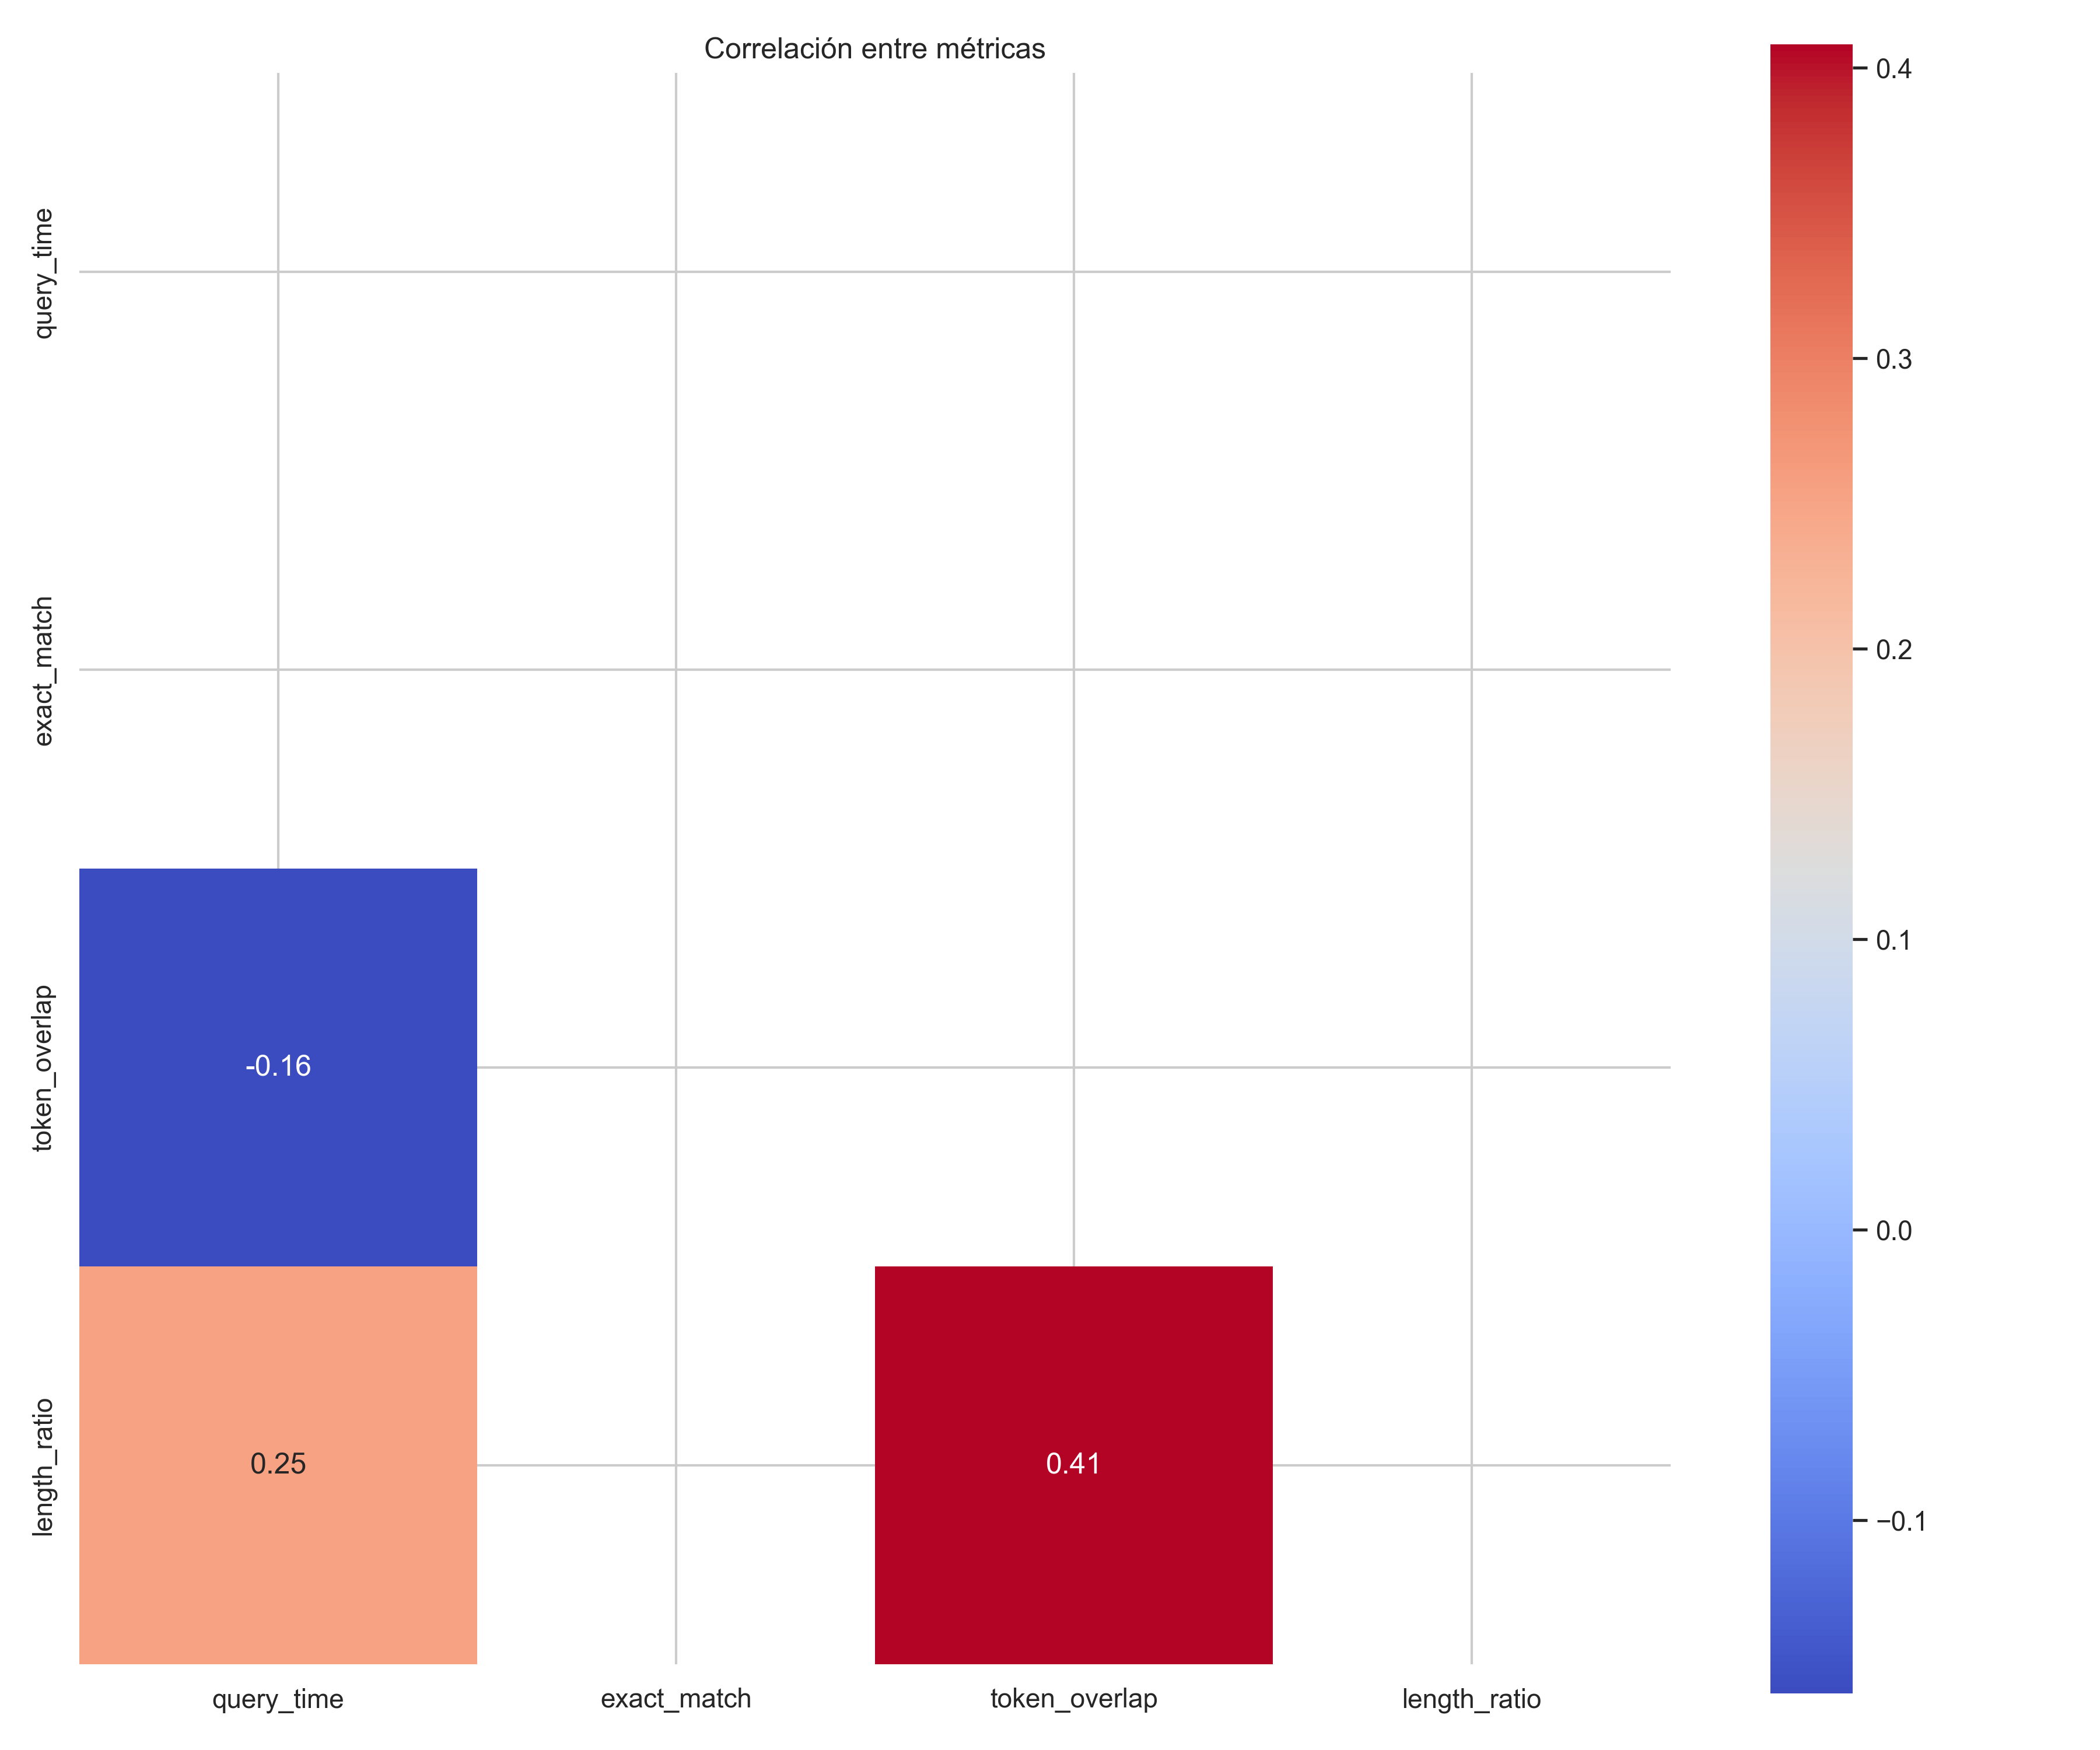 Correlación entre métricas
query_time
exact_match
token_overlap
length_ratio
-0.16
0.25
0.41
query_time
exact_match
token_overlap
length_ratio
0.4
0.3
0.2
0.1
0.0
−0.1